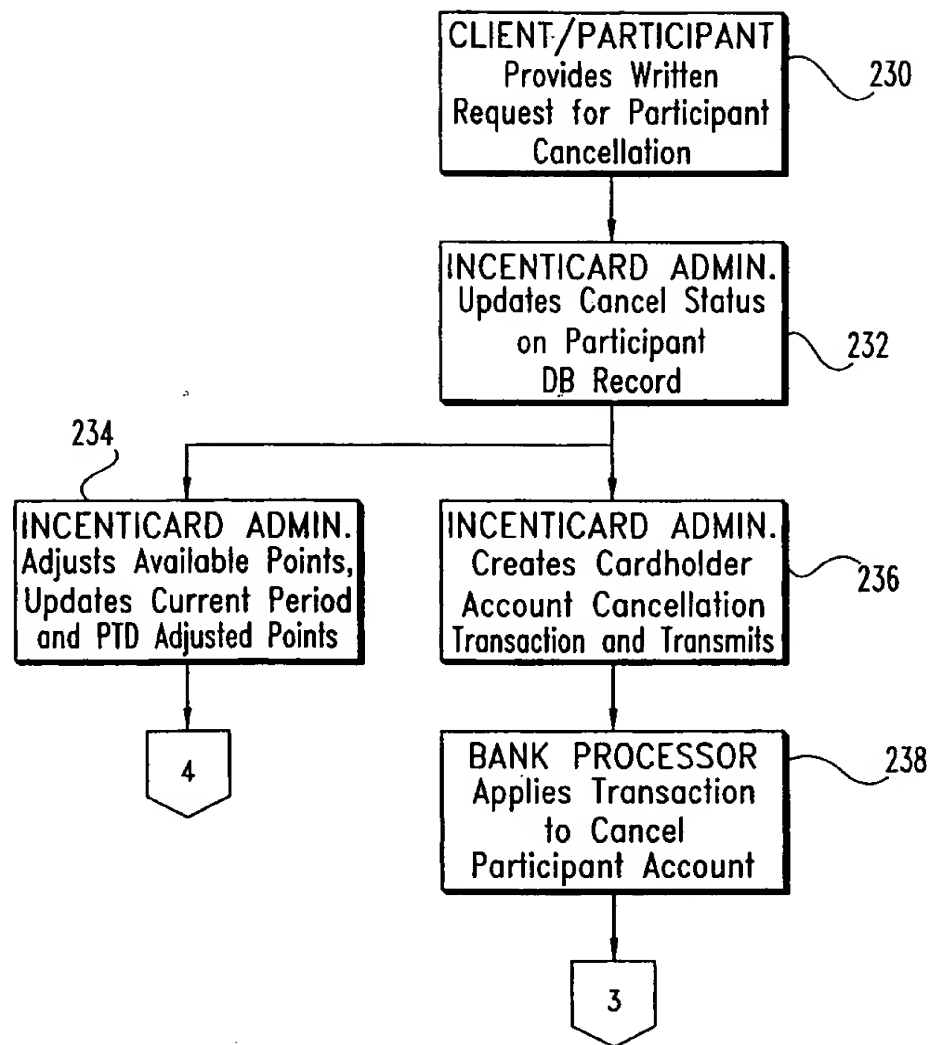 CLIENT/PARTICIPANT
Provides Written
Request for Participant
Cancellation
230
INCENTICARD ADMIN.
Updates Cancel Status
on Participant
DB Record
232
234
INCENTICARD ADMIN.
Adjusts Available Points,
Updates Current Period
and PTD Adjusted Points
INCENTICARD ADMIN.
Creates Cardholder
Account Cancellation
Transaction and Transmits
236
4
BANK PROCESSOR
Applies Transaction
to Cancel
Participant Account
238
3